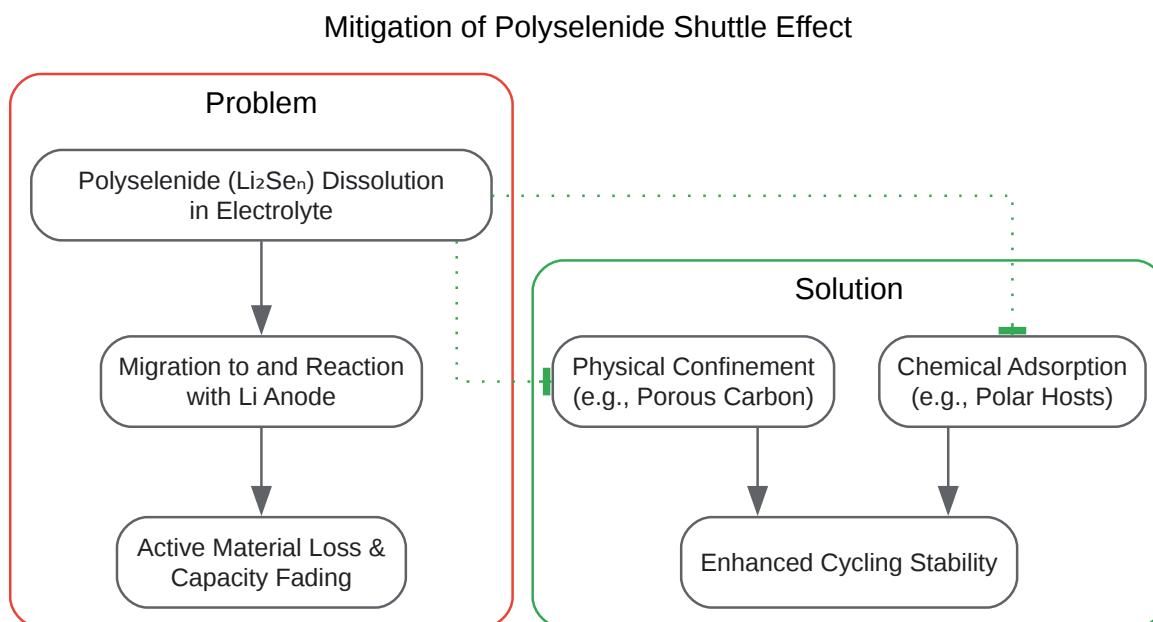 Mitigation of Polyselenide Shuttle Effect
Problem
Polyselenide (Li₂Seₙ) Dissolution
in Electrolyte
Migration to and Reaction
with Li Anode
Active Material Loss &
Capacity Fading
Solution
Physical Confinement
(e.g., Porous Carbon)
Chemical Adsorption
(e.g., Polar Hosts)
Enhanced Cycling Stability